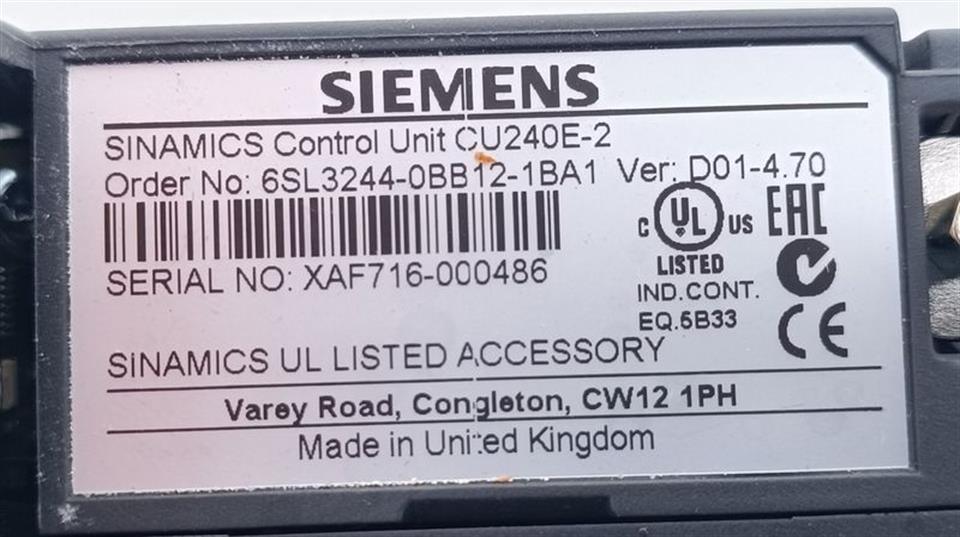 SIEMENS
SINAMICS Control Unit CU240E-2
Order No: 6SL3244-0BB12-1BA1 Ver: D01-4.70
C UL US EAC
LISTED
SERIAL NO: XAF716-000486
IND.CONT.
EQ.5B33
CE
SINAMICS UL LISTED ACCESSORY
Varey Road, Congleton, CW12 1PH
Made in United Kingdom